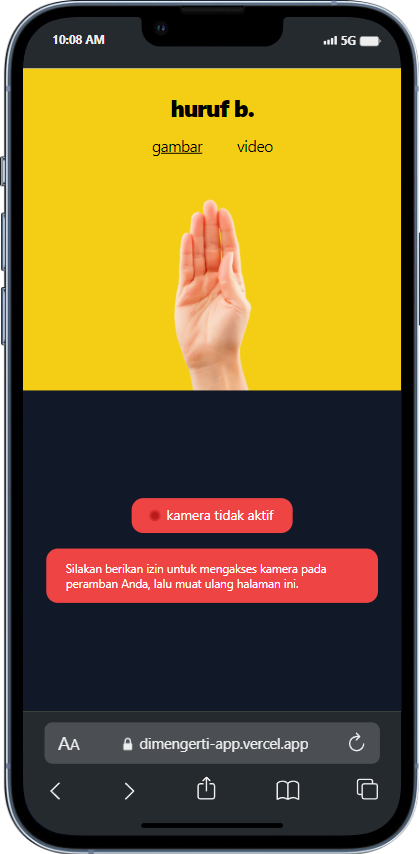 10:08 AM 5G
huruf b.
gambar video
kamera tidak aktif
Silakan berikan izin untuk mengakses kamera pada
peramban Anda, lalu muat ulang halaman ini.
AA dimengerti-app.vercel.app